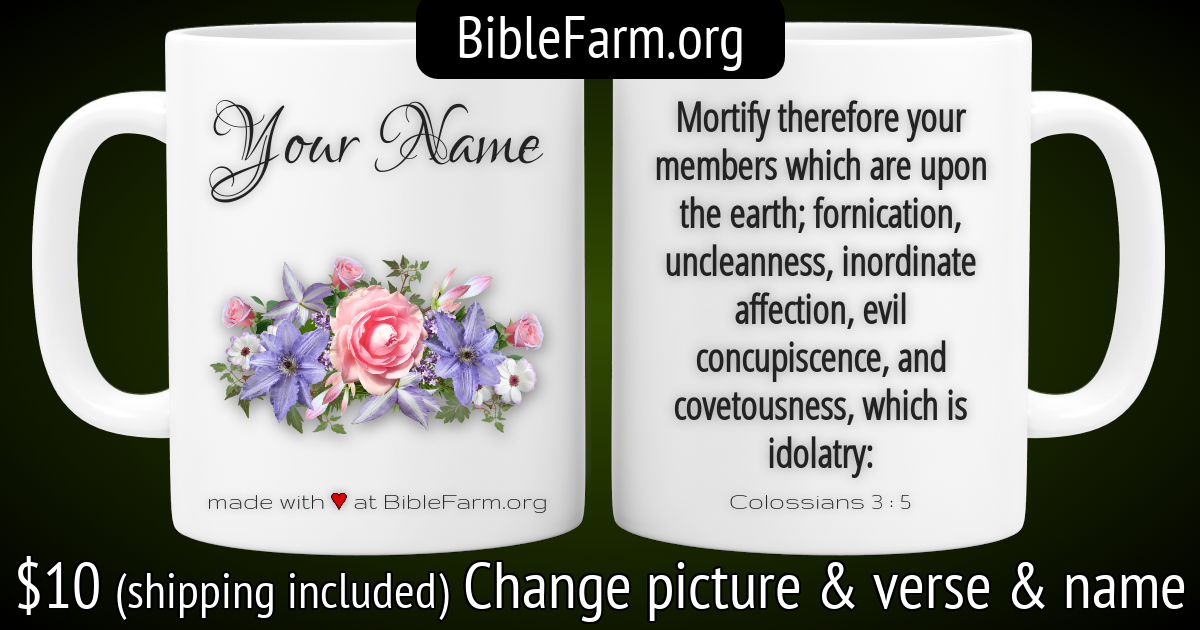 BibleFarm.org
Your Name
made with ♥ at BibleFarm.org
Mortify therefore your
members which are upon
the earth; fornication,
uncleanness, inordinate
affection, evil
concupiscence, and
covetousness, which is
idolatry:
Colossians 3 : 5
$10 (shipping included) Change picture & verse & name